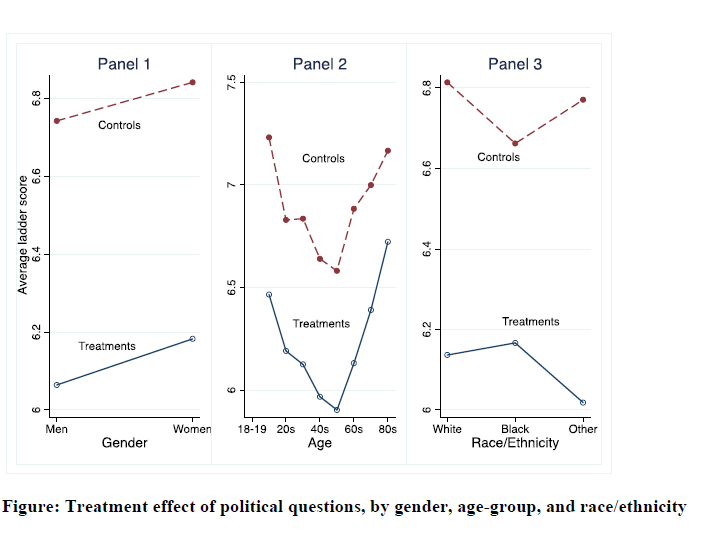 Panel 1
Panel 2
Panel 3
Average ladder score
6.8
6.6
6.4
6.2
6
Controls
Treatments
Men
Women
Gender
7.5
7
6.5
6
Controls
Treatments
18-19 20s 40s 60s 80s
Age
6.8
6.6
6.4
6.2
6
Controls
Treatments
White Black Other
Race/Ethnicity
Figure: Treatment effect of political questions, by gender, age-group, and race/ethnicity